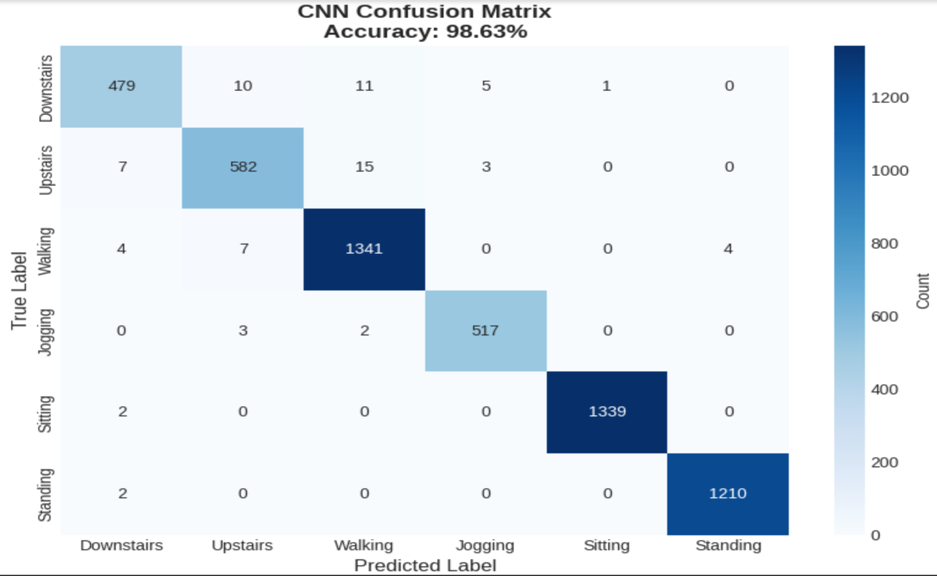 CNN Confusion Matrix
Accuracy: 98.63%
Downstairs 479 10 11 5 1 0
Upstairs 7 582 15 3 0 0
Walking 4 7 1341 0 0 4
Jogging 0 3 2 517 0 0
Sitting 2 0 0 0 1339 0
Standing 2 0 0 0 0 1210
True Label
Downstairs Upstairs Walking Jogging Sitting Standing
Predicted Label
1200
1000
800
600
400
200
0
Count